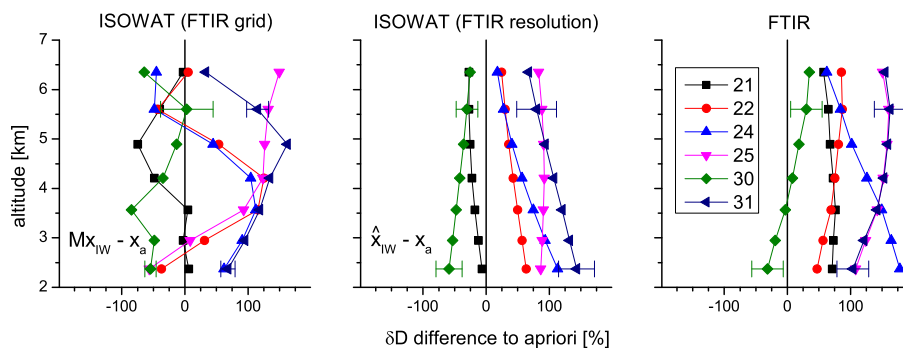 ISOWAT (FTIR grid)
ISOWAT (FTIR resolution)
FTIR
altitude [km]
7
6
5
4
3
2
Mx_IW - x_a
x̂_IW - x_a
21
22
24
25
30
31
-100 0 100
-100 0 100
-100 0 100
δD difference to apriori [%]